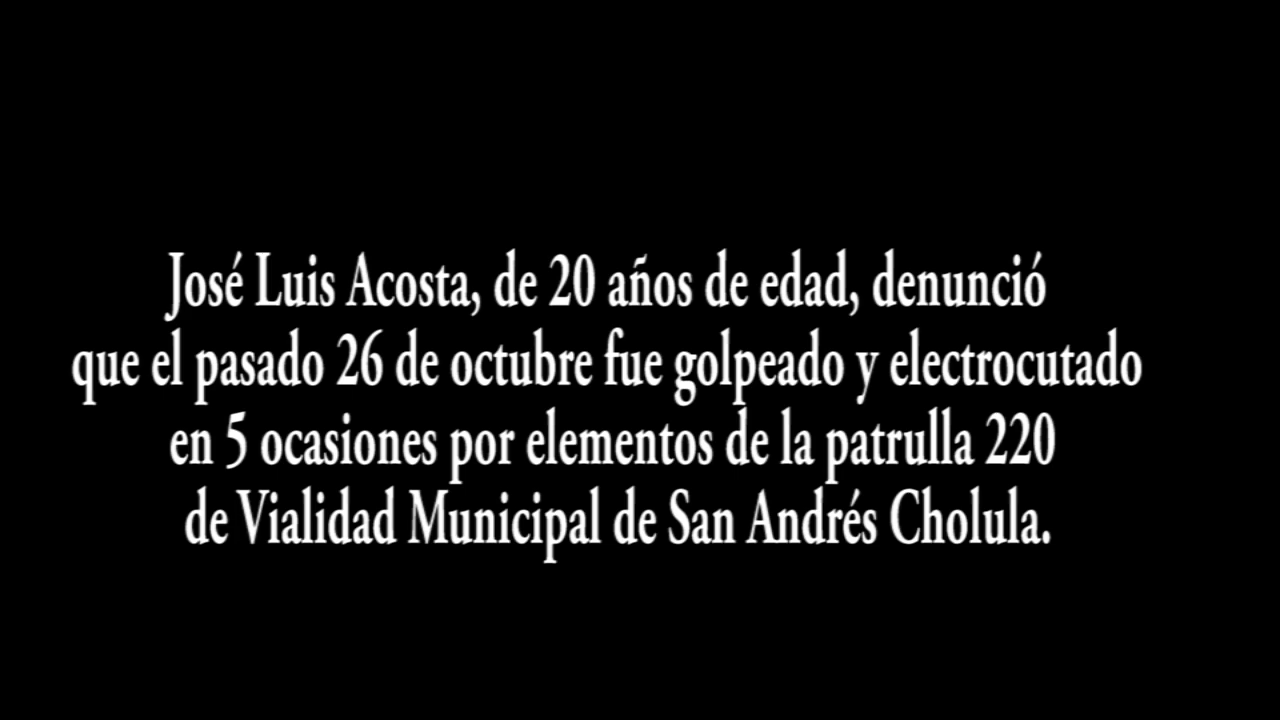 José Luis Acosta, de 20 años de edad, denunció
que el pasado 26 de octubre fue golpeado y electrocutado
en 5 ocasiones por elementos de la patrulla 220
de Vialidad Municipal de San Andrés Cholula.